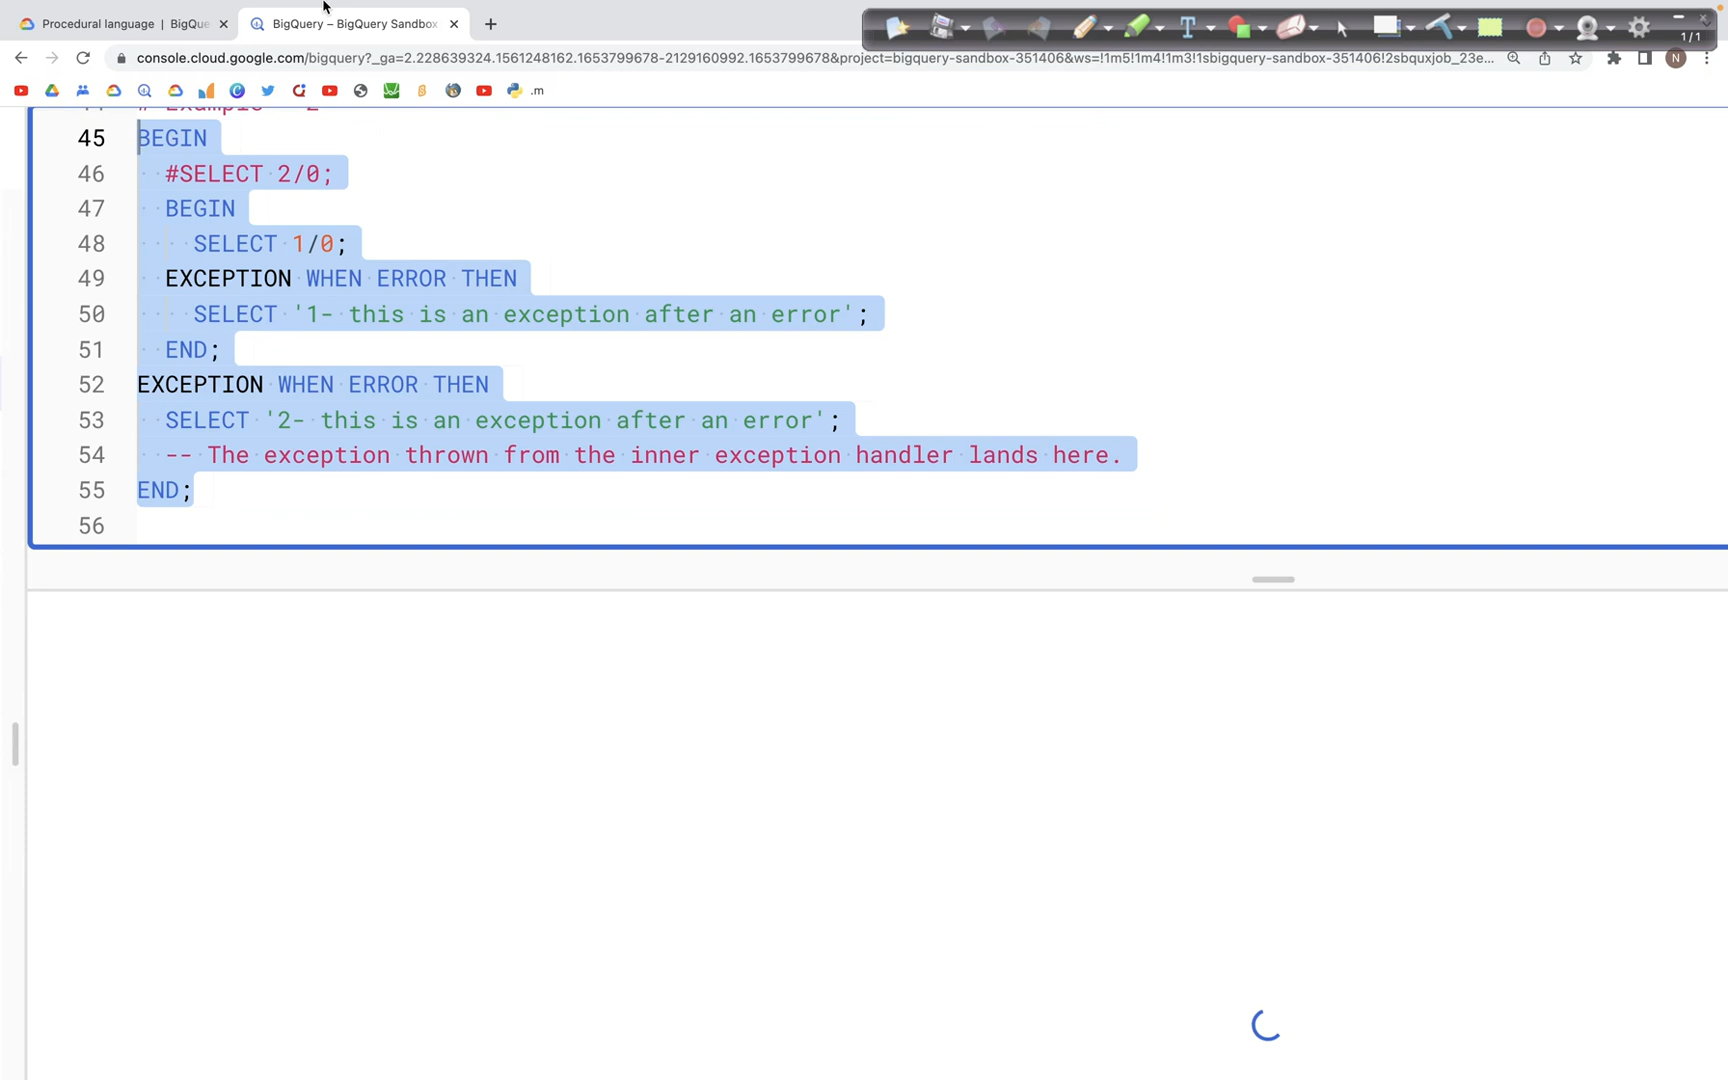 Procedural language | BigQue
BigQuery – BigQuery Sandbox
1/1
console.cloud.google.com/bigquery?_ga=2.228639324.1561248162.1653799678-2129160992.1653799678&project=bigquery-sandbox-351406&ws=!1m5!1m4!1m3!1sbigquery-sandbox-351406!2sbquxjob_23e...
N
.m
45 BEGIN
46 #SELECT 2/0;
47 BEGIN
48 SELECT 1/0;
49 EXCEPTION WHEN ERROR THEN
50 SELECT '1- this is an exception after an error';
51 END;
52 EXCEPTION WHEN ERROR THEN
53 SELECT '2- this is an exception after an error';
54 -- The exception thrown from the inner exception handler lands here.
55 END;
56